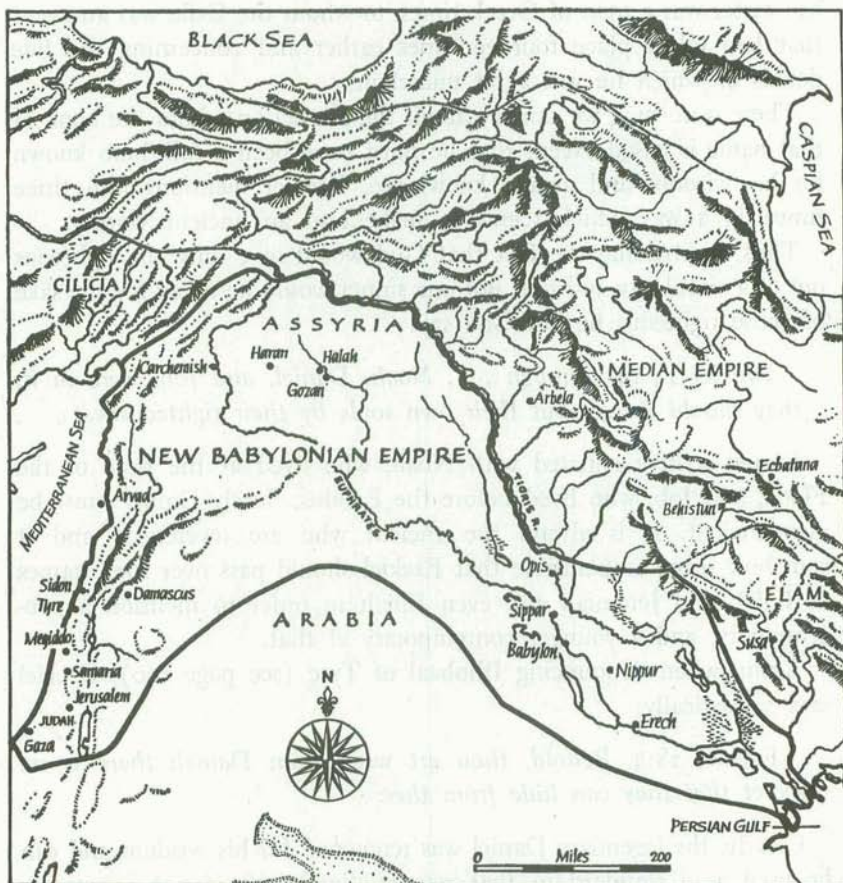 BLACK SEA
CASPIAN SEA
CILICIA
ASSYRIA
Haran
Halah
Gozan
Carchemish
MEDIAN EMPIRE
Arbela
MEDITERRANEAN SEA
NEW BABYLONIAN EMPIRE
EUPHRATES
TIGRIS
Ecbatana
Behistun
Arvad
Sidon
Tyre
Damascus
Opis
ELAM
ARABIA
Sippar
Susa
Megiddo
Babylon
Samaria
Nippur
Jerusalem
JUDAH
N
Erech
Gaza
PERSIAN GULF
0 Miles 200